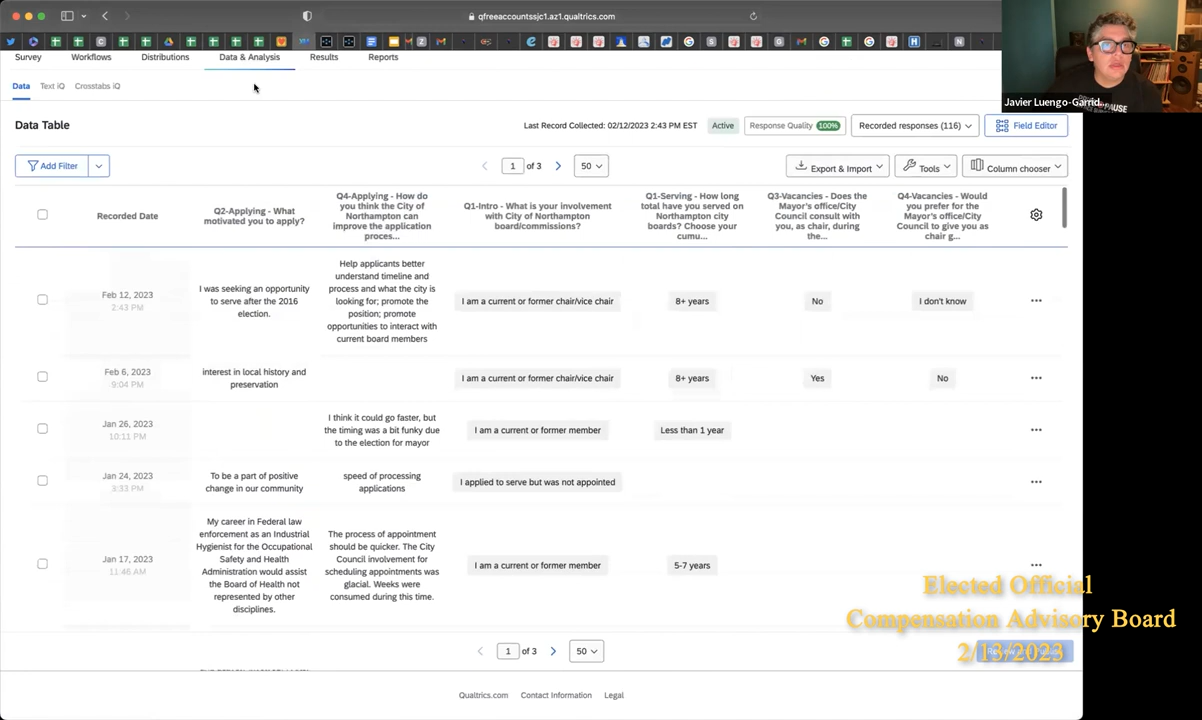 qfreeaccountssjc1.az1.qualtrics.com
Survey Workflows Distributions Data & Analysis Results Reports
Data Text iQ Crosstabs iQ
Javier Luengo-Garrid...
Data Table
Last Record Collected: 02/12/2023 2:43 PM EST
Active
Response Quality 100%
Recorded responses (116)
Field Editor
Add Filter
1 of 3
50
Export & Import
Tools
Column chooser
Recorded Date
Q2-Applying - What
motivated you to apply?
Q4-Applying - How do
you think the City of
Northampton can
improve the application
proces...
Q1-Intro - What is your involvement
with City of Northampton
board/commissions?
Q1-Serving - How long
total have you served on
Northampton city
boards? Choose your
cumu...
Q3-Vacancies - Does the
Mayor's office/City
Council consult with
you, as chair, during
the...
Q4-Vacancies - Would
you prefer for the
Mayor's office/City
Council to give you as
chair g...
Feb 12, 2023
2:43 PM
I was seeking an opportunity
to serve after the 2016
election.
Help applicants better
understand timeline and
process and what the city is
looking for; promote the
position; promote
opportunities to interact with
current board members
I am a current or former chair/vice chair
8+ years
No
I don't know
Feb 6, 2023
9:04 PM
interest in local history and
preservation
I am a current or former chair/vice chair
8+ years
Yes
No
Jan 26, 2023
10:11 PM
I think it could go faster, but
the timing was a bit funky due
to the election for mayor
I am a current or former member
Less than 1 year
Jan 24, 2023
3:33 PM
To be a part of positive
change in our community
speed of processing
applications
I applied to serve but was not appointed
Jan 17, 2023
11:46 AM
My career in Federal law
enforcement as an Industrial
Hygienist for the Occupational
Safety and Health
Administration would assist
the Board of Health not
represented by other
disciplines.
The process of appointment
should be quicker. The City
Council involvement for
scheduling appointments was
glacial. Weeks were
consumed during this time.
I am a current or former member
5-7 years
Elected Official
Compensation Advisory Board
2/13/2023
1 of 3
50
Qualtrics.com Contact Information Legal